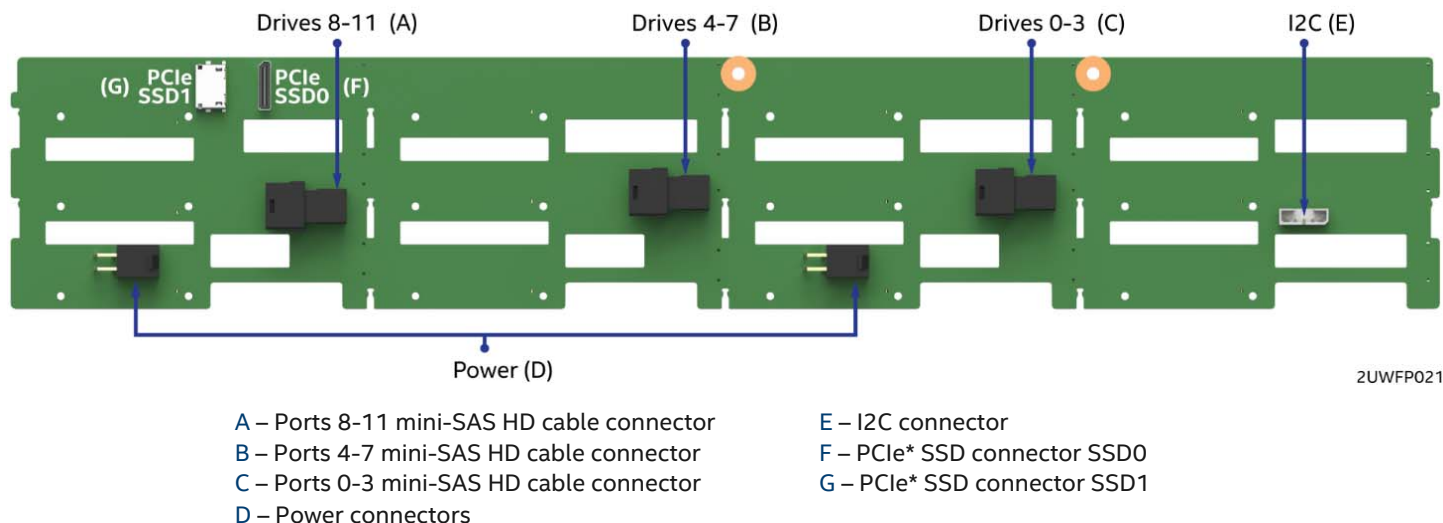 Drives 8-11 (A)
Drives 4-7 (B)
Drives 0-3 (C)
I2C (E)
(G) PCIe SSD1
PCIe SSD0 (F)
Power (D)
2UWFP021
A – Ports 8-11 mini-SAS HD cable connector
B – Ports 4-7 mini-SAS HD cable connector
C – Ports 0-3 mini-SAS HD cable connector
D – Power connectors
E – I2C connector
F – PCIe* SSD connector SSD0
G – PCIe* SSD connector SSD1